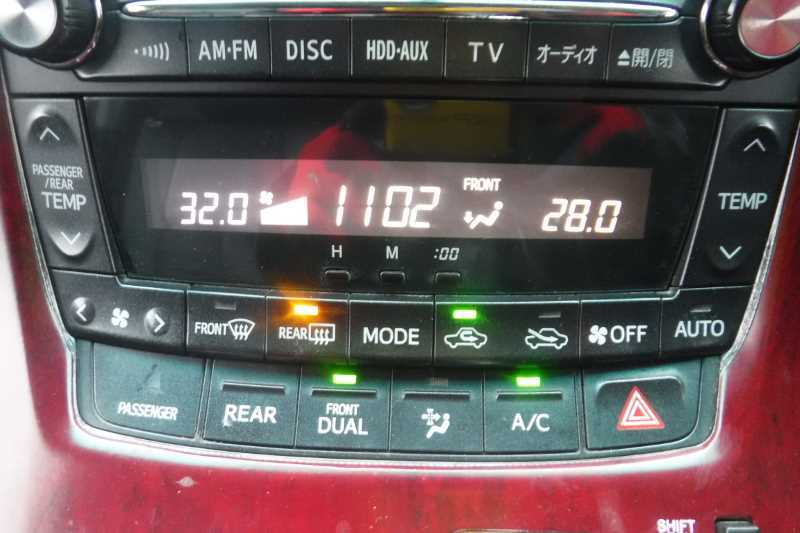 AM·FM DISC HDD·AUX TV オーディオ ⏏開/閉
PASSENGER
/REAR
TEMP
32.0 1102 FRONT 28.0
TEMP
H M :00
FRONT REAR MODE OFF AUTO
PASSENGER REAR FRONT DUAL A/C
SHIFT